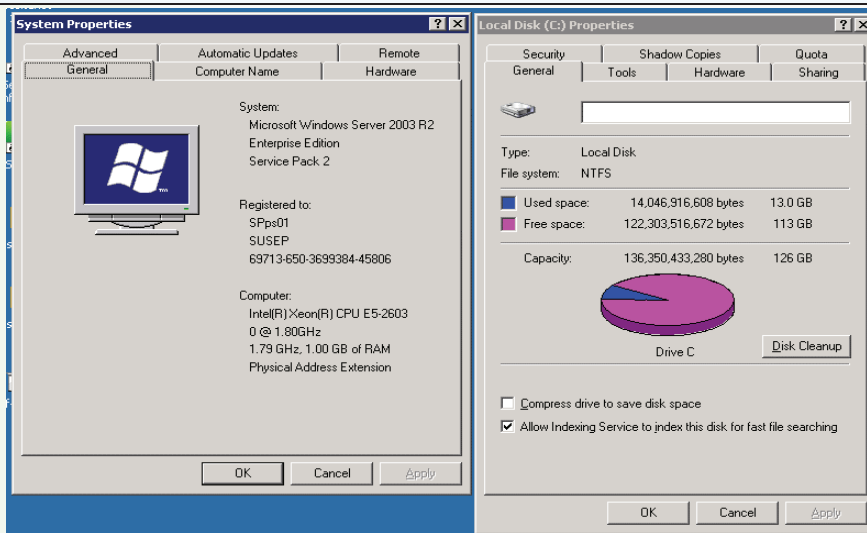 System Properties
Advanced
Automatic Updates
Remote
General
Computer Name
Hardware
System:
Microsoft Windows Server 2003 R2
Enterprise Edition
Service Pack 2
Registered to:
SPps01
SUSEP
69713-650-3699384-45806
Computer:
Intel(R) Xeon(R) CPU E5-2603
0 @ 1.80GHz
1.79 GHz, 1.00 GB of RAM
Physical Address Extension
OK
Cancel
Apply
Local Disk (C:) Properties
Security
Shadow Copies
Quota
General
Tools
Hardware
Sharing
Type: Local Disk
File system: NTFS
Used space: 14,046,916,608 bytes 13.0 GB
Free space: 122,303,516,672 bytes 113 GB
Capacity: 136,350,433,280 bytes 126 GB
Drive C
Disk Cleanup
Compress drive to save disk space
Allow Indexing Service to index this disk for fast file searching
OK
Cancel
Apply